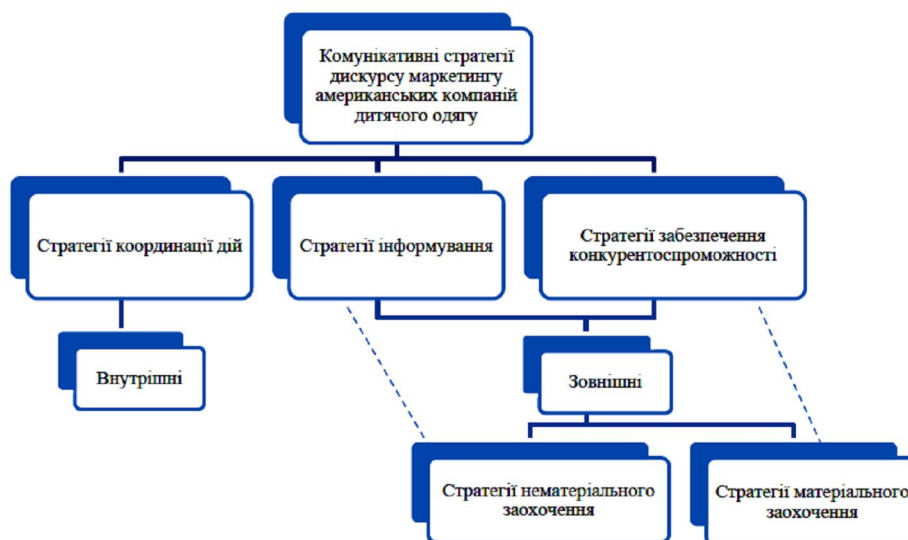 Комунікативні стратегії
дискурсу маркетингу
американських компаній
дитячого одягу
Стратегії координації дій
Стратегії інформування
Стратегії забезпечення
конкурентоспроможності
Внутрішні
Зовнішні
Стратегії нематеріального
заохочення
Стратегії матеріального
заохочення